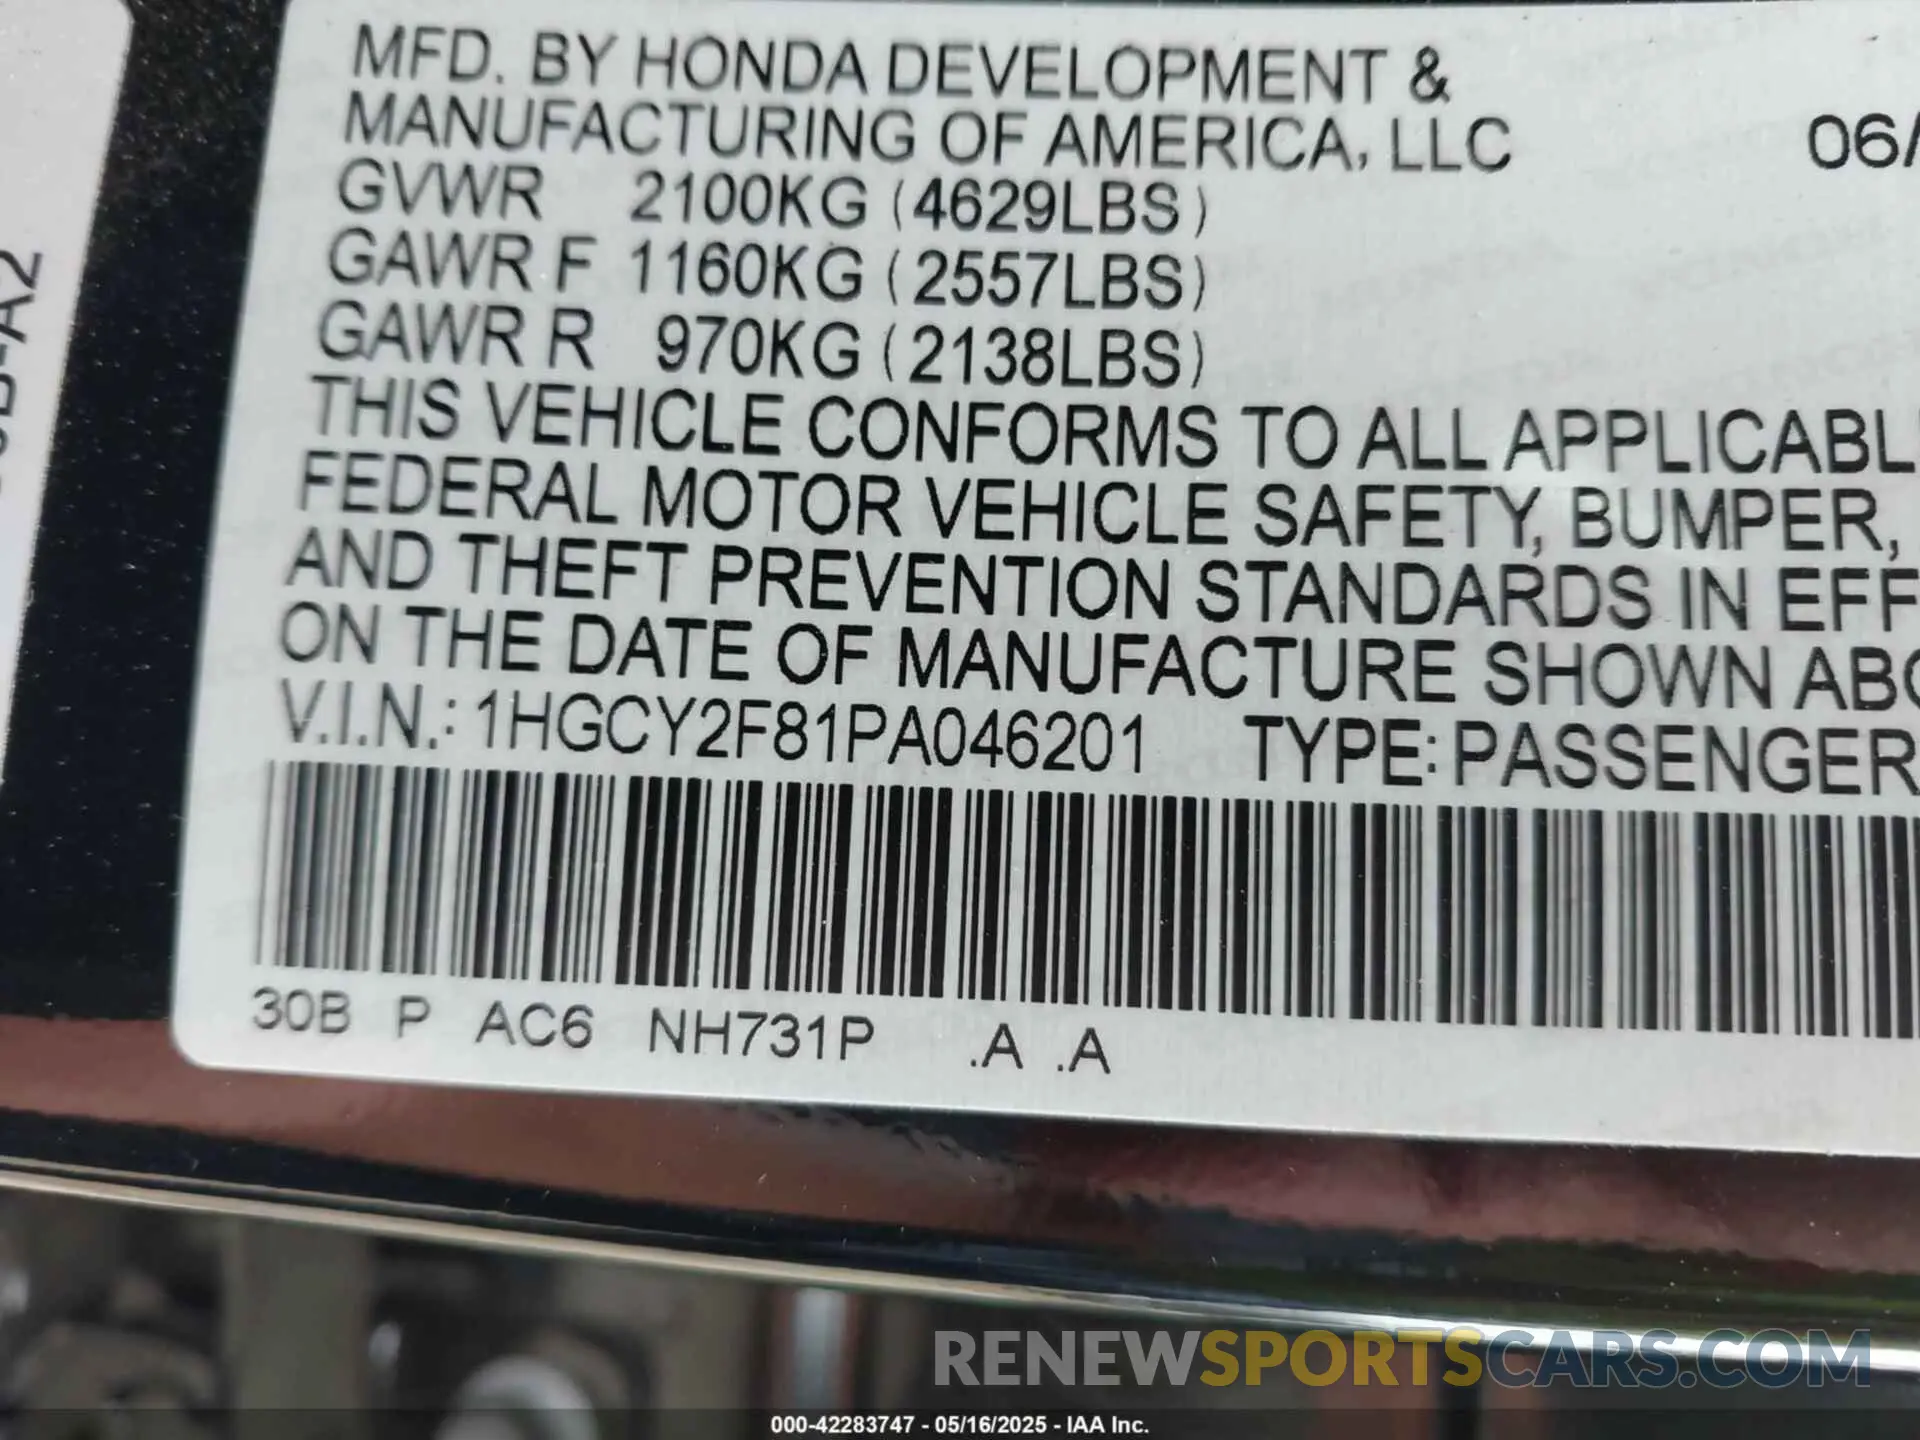 MFD. BY HONDA DEVELOPMENT &
MANUFACTURING OF AMERICA, LLC 06/
GVWR 2100KG (4629LBS)
GAWR F 1160KG (2557LBS)
GAWR R 970KG (2138LBS)
THIS VEHICLE CONFORMS TO ALL APPLICABL
FEDERAL MOTOR VEHICLE SAFETY, BUMPER,
AND THEFT PREVENTION STANDARDS IN EFF
ON THE DATE OF MANUFACTURE SHOWN ABO
V.I.N.: 1HGCY2F81PA046201 TYPE: PASSENGER
30B P AC6 NH731P .A .A
-A2
RENEWSPORTSCARS.COM
000-42283747 - 05/16/2025 - IAA Inc.